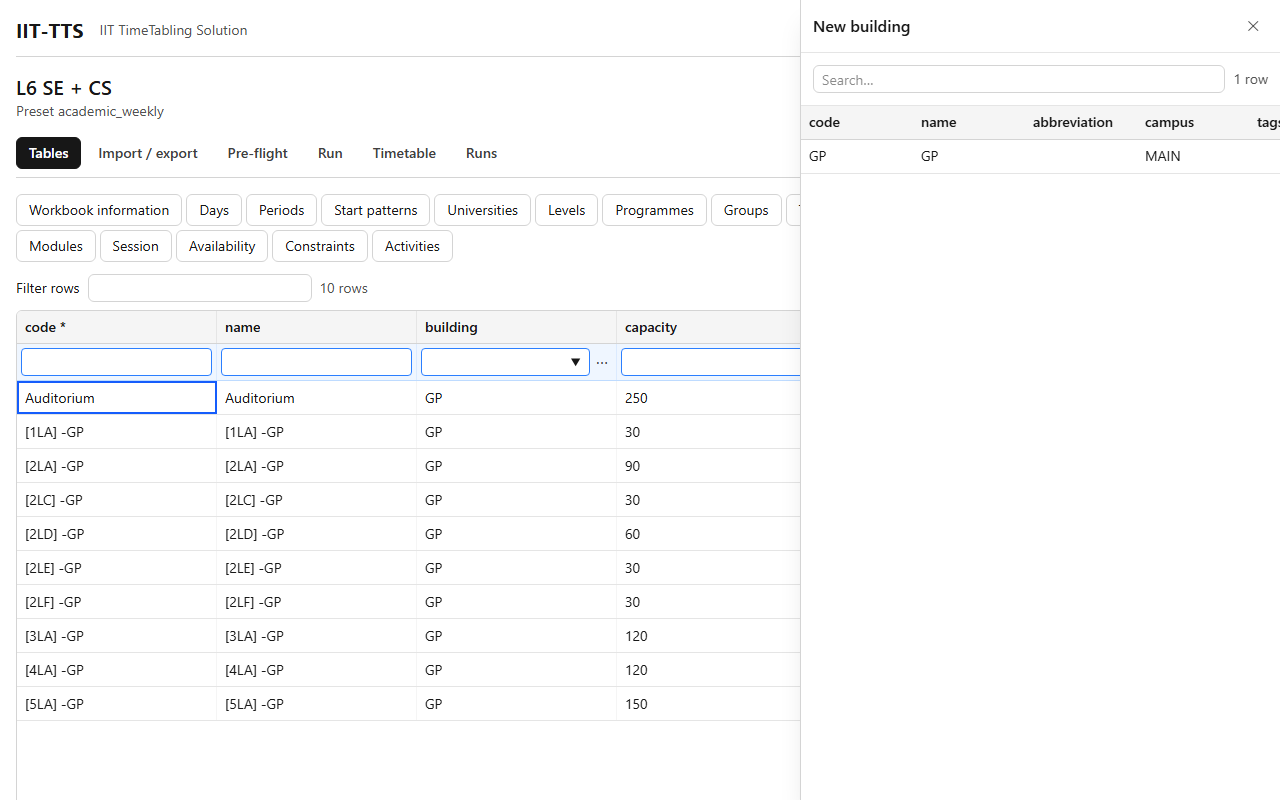 IIT-TTS IIT TimeTabling Solution
L6 SE + CS
Preset academic_weekly
Tables Import / export Pre-flight Run Timetable Runs
Workbook information Days Periods Start patterns Universities Levels Programmes Groups
Modules Session Availability Constraints Activities
Filter rows 10 rows
code * name building capacity
...
Auditorium Auditorium GP 250
[1LA] -GP [1LA] -GP GP 30
[2LA] -GP [2LA] -GP GP 90
[2LC] -GP [2LC] -GP GP 30
[2LD] -GP [2LD] -GP GP 60
[2LE] -GP [2LE] -GP GP 30
[2LF] -GP [2LF] -GP GP 30
[3LA] -GP [3LA] -GP GP 120
[4LA] -GP [4LA] -GP GP 120
[5LA] -GP [5LA] -GP GP 150
New building
Search... 1 row
code name abbreviation campus tags
GP GP MAIN